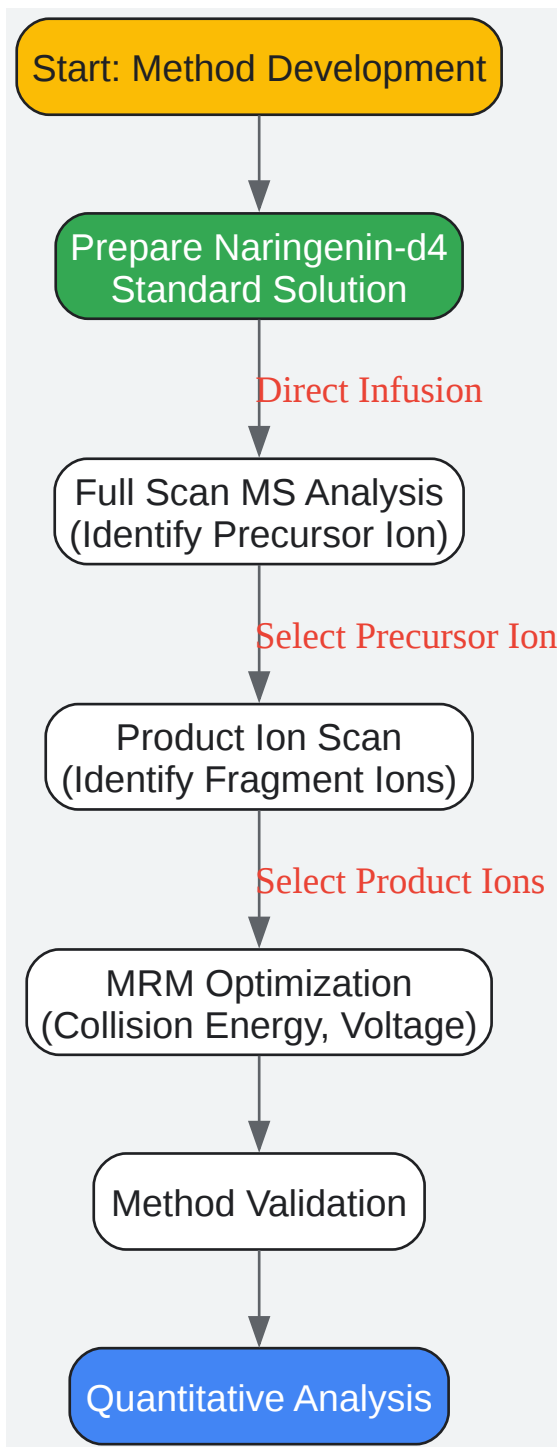 Start: Method Development
Prepare Naringenin-d4
Standard Solution
Direct Infusion
Full Scan MS Analysis
(Identify Precursor Ion)
Select Precursor Ion
Product Ion Scan
(Identify Fragment Ions)
Select Product Ions
MRM Optimization
(Collision Energy, Voltage)
Method Validation
Quantitative Analysis